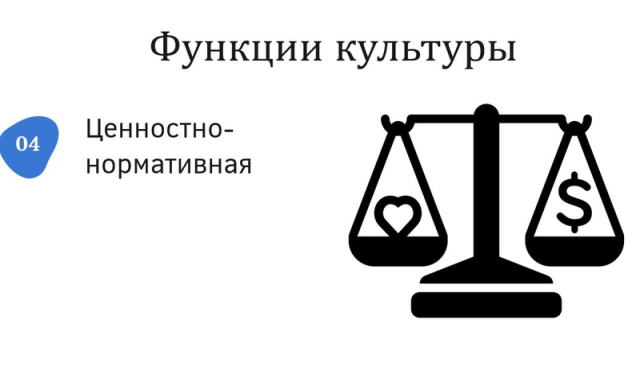 Функции культуры
04
Ценностно-
нормативная
$